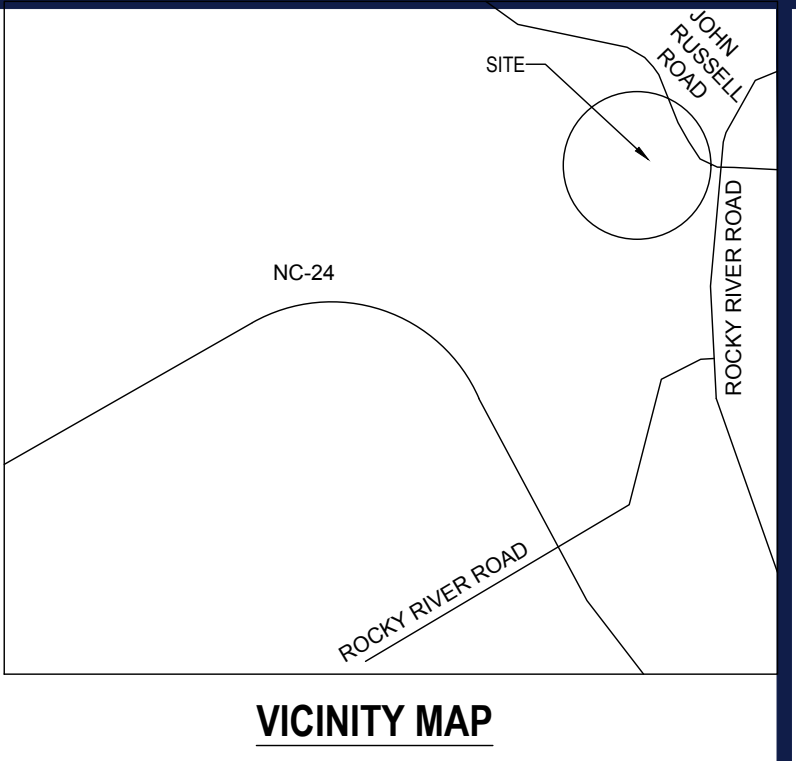 JOHN
RUSSELL
ROAD
SITE
ROCKY RIVER ROAD
NC-24
ROCKY RIVER ROAD
VICINITY MAP